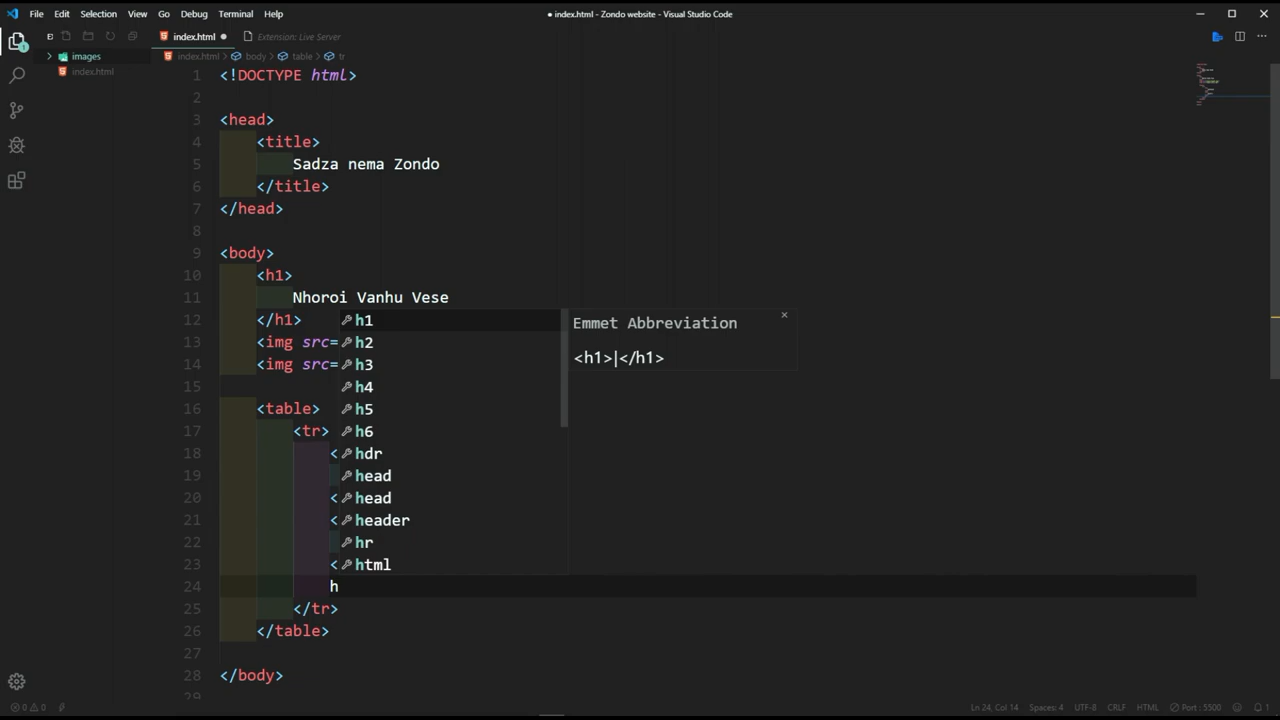 File Edit Selection View Go Debug Terminal Help
● index.html - Zondo website - Visual Studio Code
E
index.html
Extension: Live Server
images
index.html
index.html > body > table > tr
1 <!DOCTYPE html>
2
3 <head>
4 <title>
5 Sadza nema Zondo
6 </title>
7 </head>
8
9 <body>
10 <h1>
11 Nhoroi Vanhu Vese
12 </h1>
13 <img src=
14 <img src=
15
16 <table>
17 <tr>
18 <
19
20 <
21 <
22
23 <
24 h
25 </tr>
26 </table>
27
28 </body>
29
h1
h2
h3
h4
h5
h6
hdr
head
head
header
hr
html
Emmet Abbreviation
<h1>|</h1>
1
0 0
Ln 24, Col 14 Spaces: 4 UTF-8 CRLF HTML Port : 5500 1